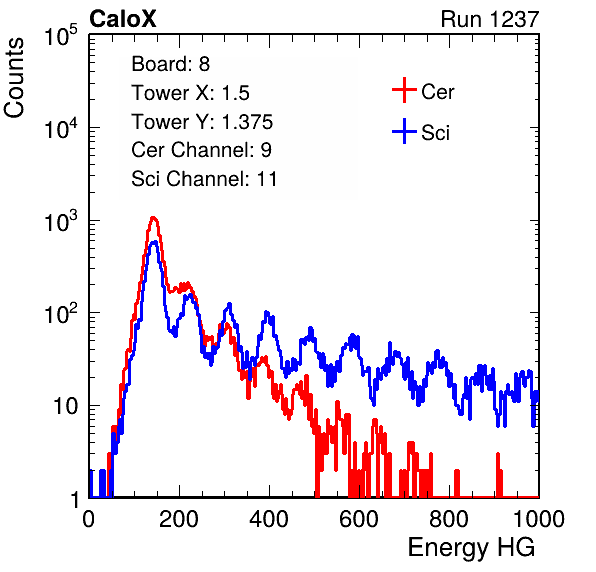 CaloX Run 1237
Counts
Board: 8
Tower X: 1.5
Tower Y: 1.375
Cer Channel: 9
Sci Channel: 11
Cer
Sci
10^5
10^4
10^3
10^2
10
1
0 200 400 600 800 1000
Energy HG